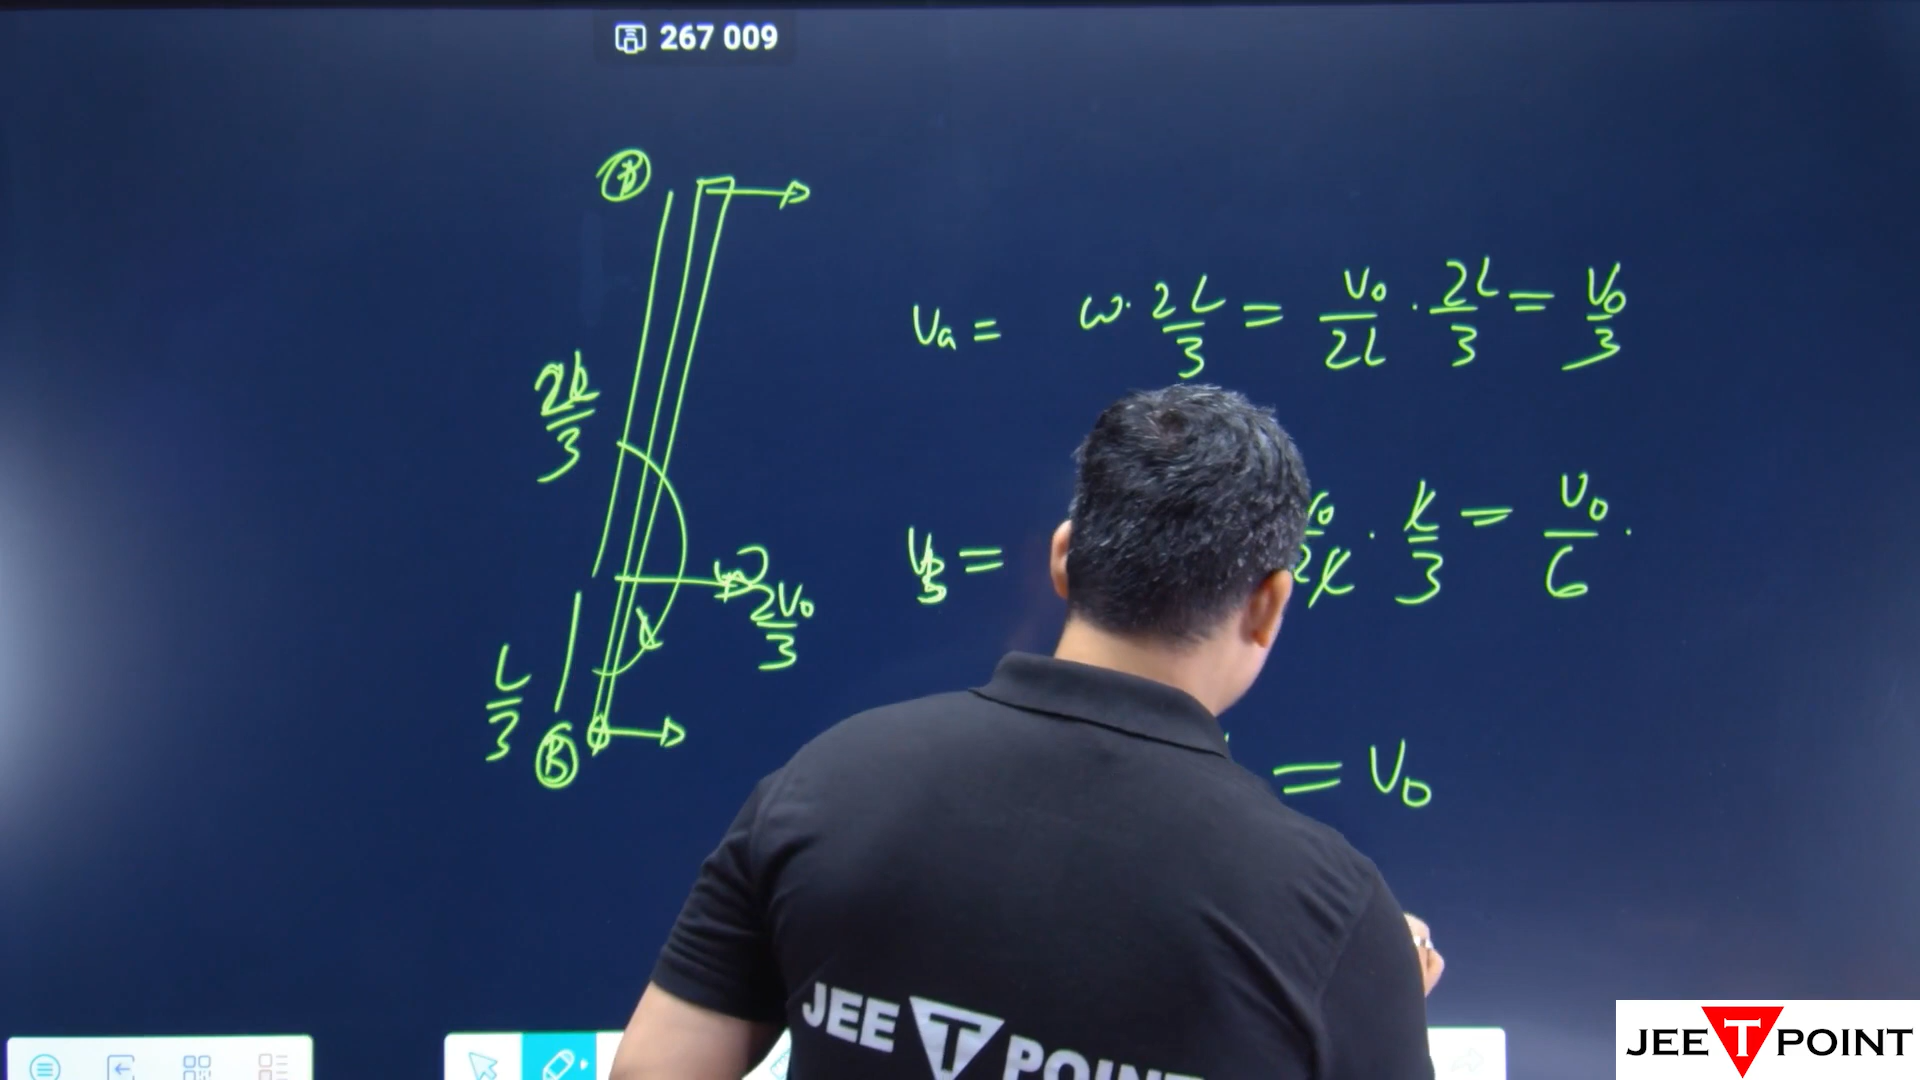 267 009
Va = ω · 2L/3 = V0/2L · 2L/3 = V0/3
2L/3
VB = V0/2L · L/3 = V0/6 .
ω
2V0/3
L/3
B
= V0
JEE T POINT
JEE T POINT